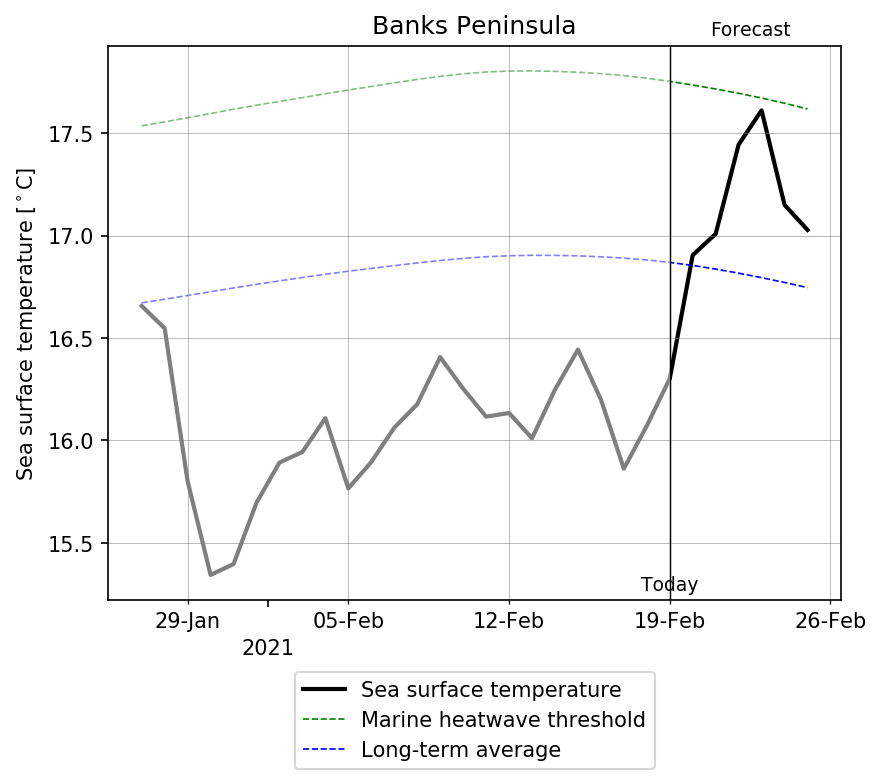 Banks Peninsula
Forecast
Sea surface temperature [°C]
17.5
17.0
16.5
16.0
15.5
Today
29-Jan
05-Feb
12-Feb
19-Feb
26-Feb
2021
Sea surface temperature
Marine heatwave threshold
Long-term average